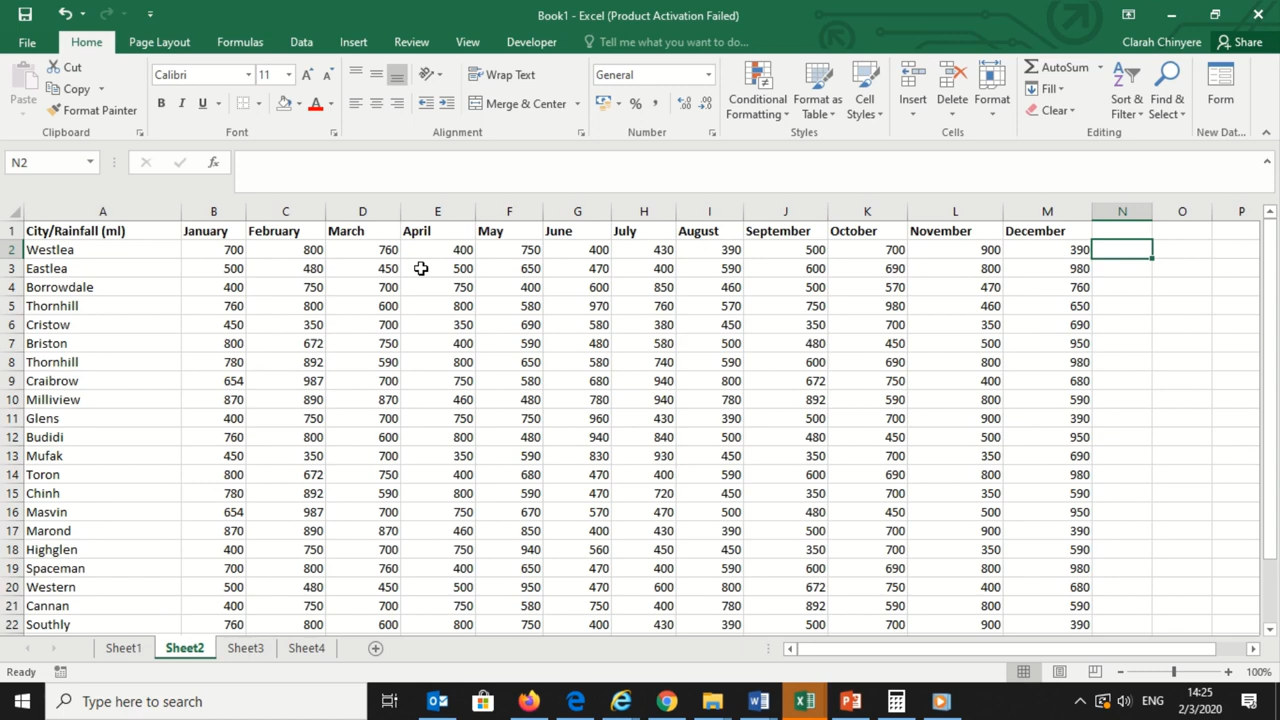 Book1 - Excel (Product Activation Failed)
File Home Page Layout Formulas Data Insert Review View Developer Tell me what you want to do... Clarah Chinyere Share
Paste Cut Copy Format Painter Clipboard
Calibri 11 B I U A Font
Wrap Text Merge & Center Alignment
General % , Number
Conditional Formatting Format as Table Cell Styles Styles
Insert Delete Format Cells
AutoSum Fill Clear Sort & Filter Find & Select Editing
Form New Dat...
N2 fx
A B C D E F G H I J K L M N O P
1 City/Rainfall (ml) January February March April May June July August September October November December
2 Westlea 700 800 760 400 750 400 430 390 500 700 900 390
3 Eastlea 500 480 450 500 650 470 400 590 600 690 800 980
4 Borrowdale 400 750 700 750 400 600 850 460 500 570 470 760
5 Thornhill 760 800 600 800 580 970 760 570 750 980 460 650
6 Cristow 450 350 700 350 690 580 380 450 350 700 350 690
7 Briston 800 672 750 400 590 480 580 500 480 450 500 950
8 Thornhill 780 892 590 800 650 580 740 590 600 690 800 980
9 Craibrow 654 987 700 750 580 680 940 800 672 750 400 680
10 Milliview 870 890 870 460 480 780 940 780 892 590 800 590
11 Glens 400 750 700 750 750 960 430 390 500 700 900 390
12 Budidi 760 800 600 800 480 940 840 500 480 450 500 950
13 Mufak 450 350 700 350 590 830 930 450 350 700 350 690
14 Toron 800 672 750 400 680 470 400 590 600 690 800 980
15 Chinh 780 892 590 800 590 470 720 450 350 700 350 590
16 Masvin 654 987 700 750 670 570 470 500 480 450 500 950
17 Marond 870 890 870 460 850 400 430 390 500 700 900 390
18 Highglen 400 750 700 750 940 560 450 450 350 700 350 590
19 Spaceman 700 800 760 400 650 470 400 590 600 690 800 980
20 Western 500 480 450 500 950 470 600 800 672 750 400 680
21 Cannan 400 750 700 750 580 750 400 780 892 590 800 590
22 Southly 760 800 600 800 750 400 430 390 500 700 900 390
Sheet1 Sheet2 Sheet3 Sheet4
Ready 100%
Type here to search ENG 14:25
2/3/2020